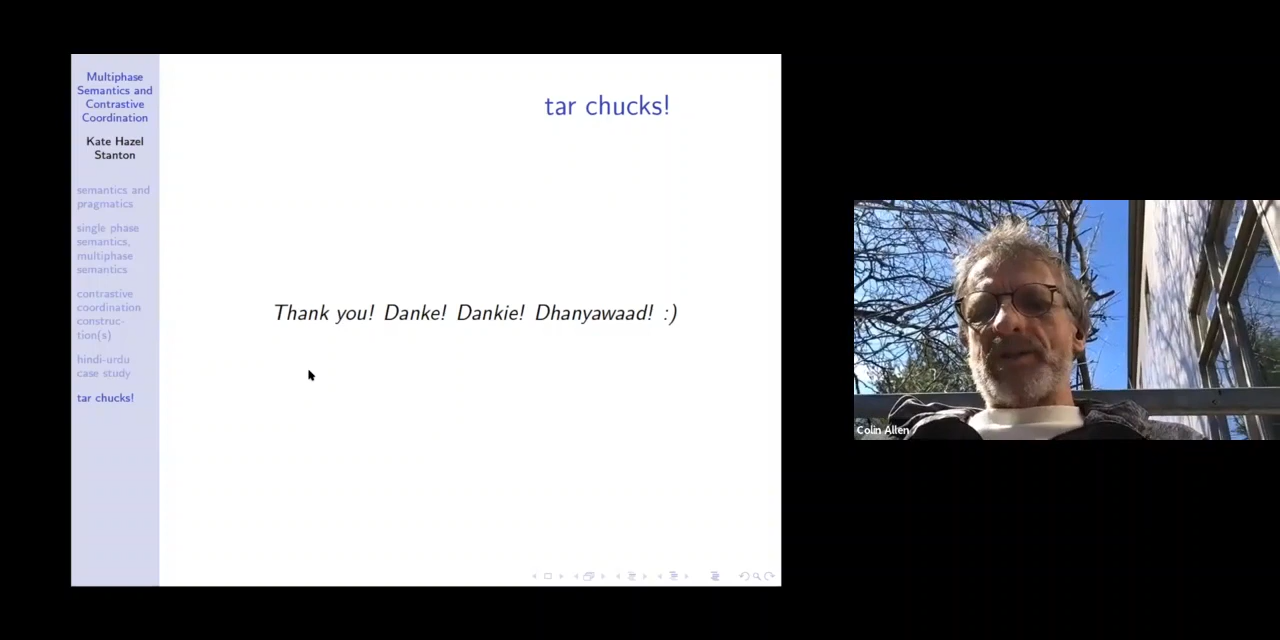 Multiphase
Semantics and
Contrastive
Coordination
Kate Hazel
Stanton
semantics and
pragmatics
single phase
semantics,
multiphase
semantics
contrastive
coordination
construc-
tion(s)
hindi-urdu
case study
tar chucks!
tar chucks!
Thank you! Danke! Dankie! Dhanyawaad! :)
Colin Allen